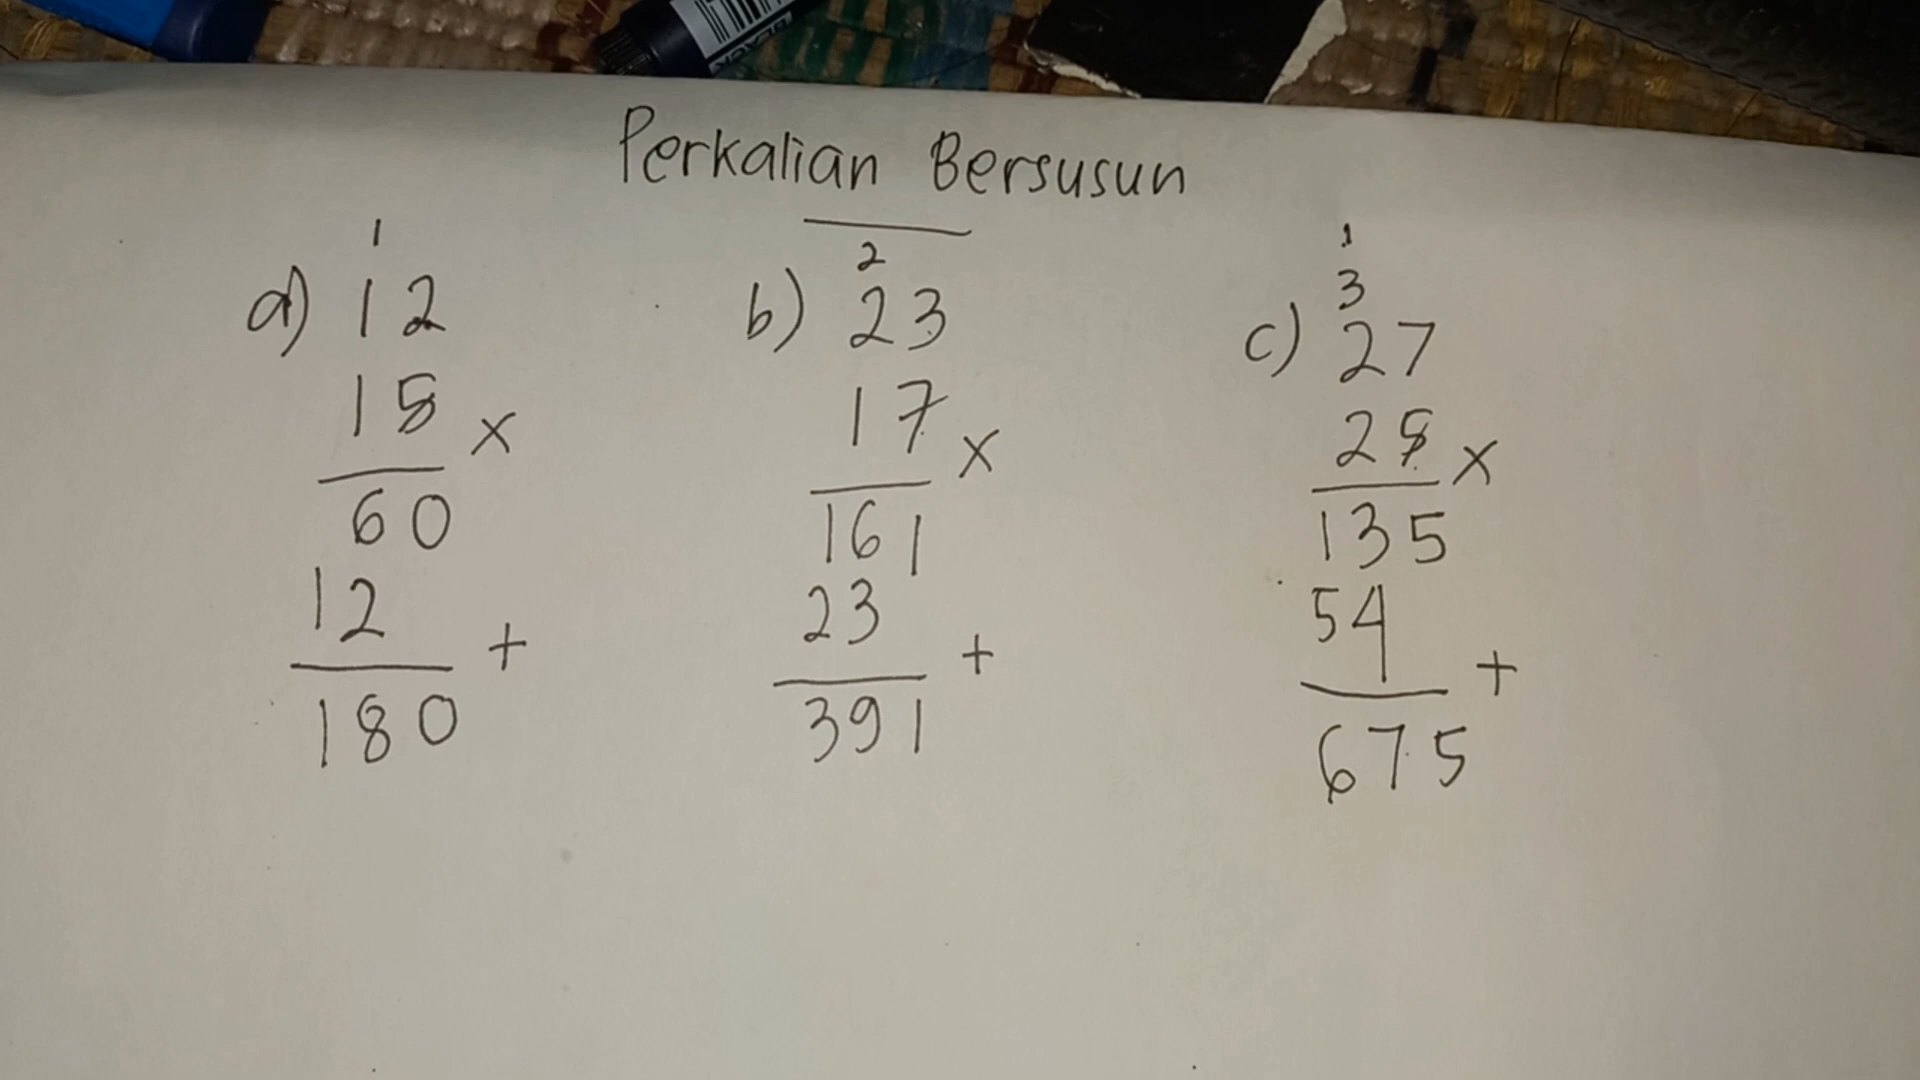 BLACK
Perkalian Bersusun
1 2 1
3
a) 12 b) 23 c) 27
15 x 17 x 25 x
60 161 135
12 + 23 + 54 +
180 391 675